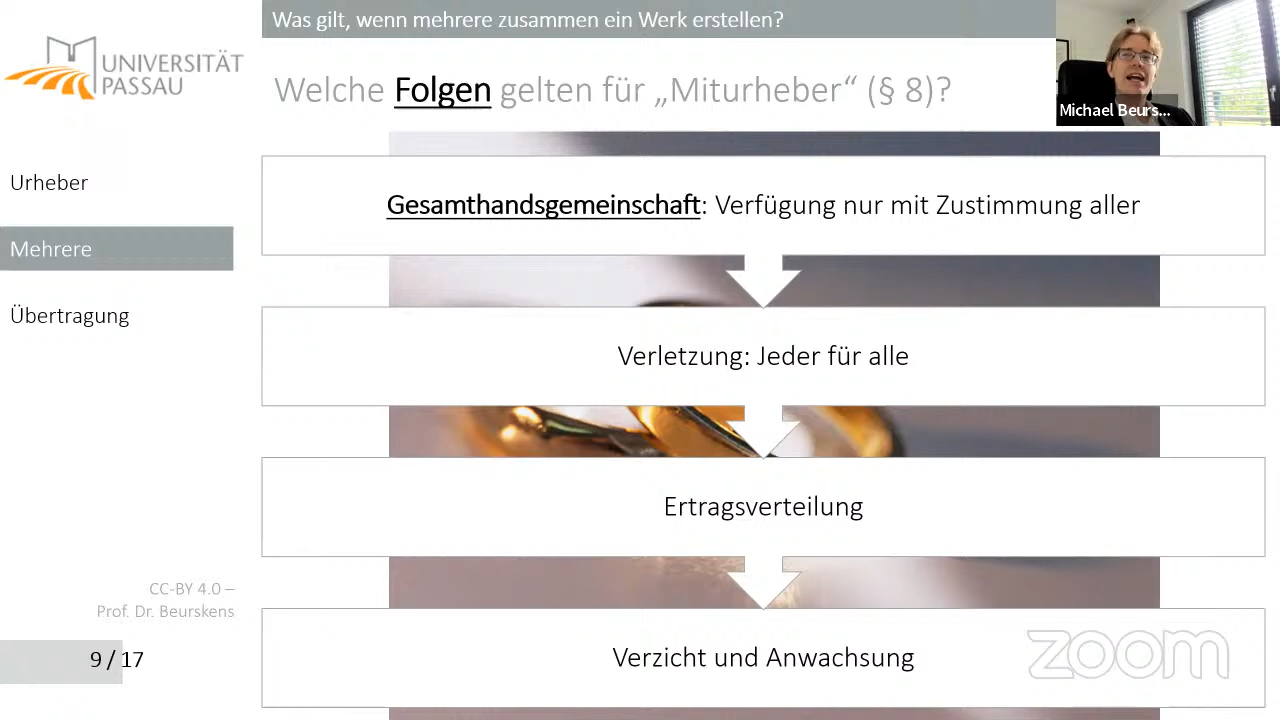 Was gilt, wenn mehrere zusammen ein Werk erstellen?
UNIVERSITÄT
PASSAU
Welche Folgen gelten für „Miturheber“ (§ 8)?
Michael Beurs...
Urheber
Mehrere
Übertragung
Gesamthandsgemeinschaft: Verfügung nur mit Zustimmung aller
Verletzung: Jeder für alle
Ertragsverteilung
Verzicht und Anwachsung
CC-BY 4.0 –
Prof. Dr. Beurskens
9 / 17
zoom